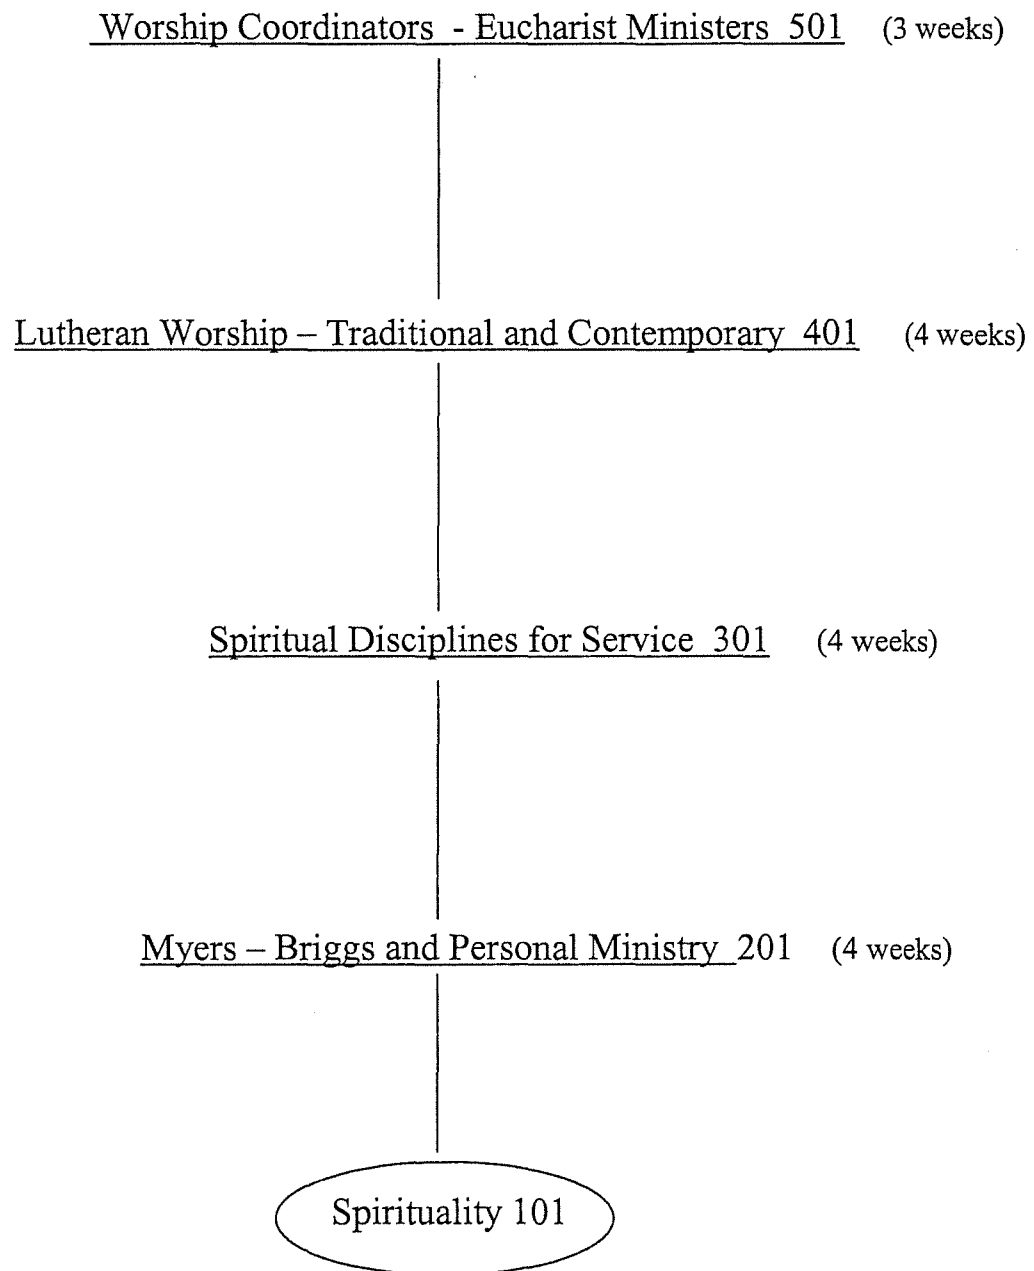 Worship Coordinators - Eucharist Ministers 501 (3 weeks)
Lutheran Worship – Traditional and Contemporary 401 (4 weeks)
Spiritual Disciplines for Service 301 (4 weeks)
Myers – Briggs and Personal Ministry 201 (4 weeks)
Spirituality 101